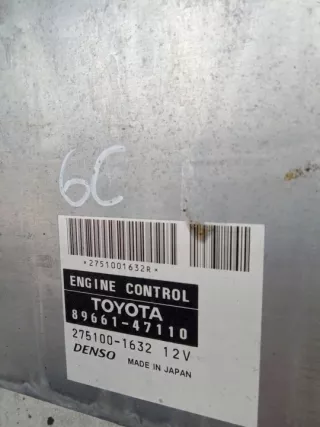 6C
*2751001632R*
ENGINE CONTROL
TOYOTA
89661-47110
275100-1632 12V
DENSO MADE IN JAPAN